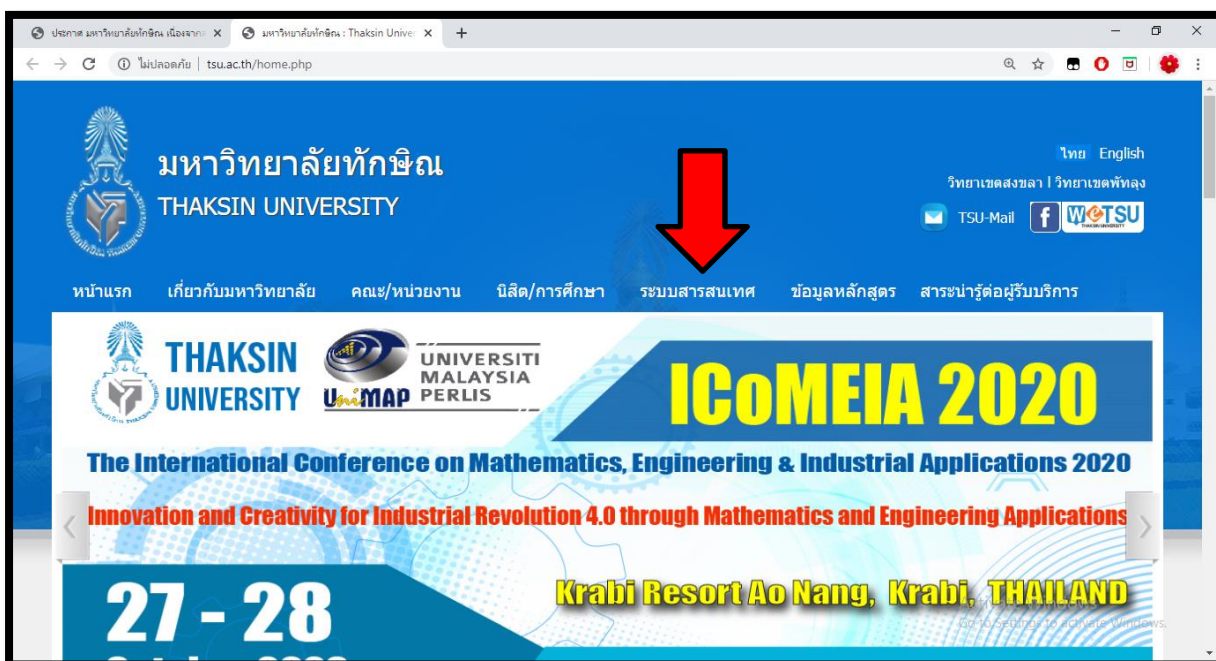 ประกาศ มหาวิทยาลัยทักษิณ เนื่องจาก
มหาวิทยาลัยทักษิณ : Thaksin Univer
ไม่ปลอดภัย | tsu.ac.th/home.php
มหาวิทยาลัยทักษิณ
THAKSIN UNIVERSITY
ไทย English
วิทยาเขตสงขลา l วิทยาเขตพัทลุง
TSU-Mail f WeTSU
หน้าแรก เกี่ยวกับมหาวิทยาลัย คณะ/หน่วยงาน นิสิต/การศึกษา ระบบสารสนเทศ ข้อมูลหลักสูตร สาระน่ารู้ต่อผู้รับบริการ
THAKSIN UNIVERSITY
UniMAP
UNIVERSITI
MALAYSIA
PERLIS
ICoMEIA 2020
The International Conference on Mathematics, Engineering & Industrial Applications 2020
Innovation and Creativity for Industrial Revolution 4.0 through Mathematics and Engineering Applications
27 - 28
Krabi Resort Ao Nang, Krabi, THAILAND
Go to Settings to activate Windows.